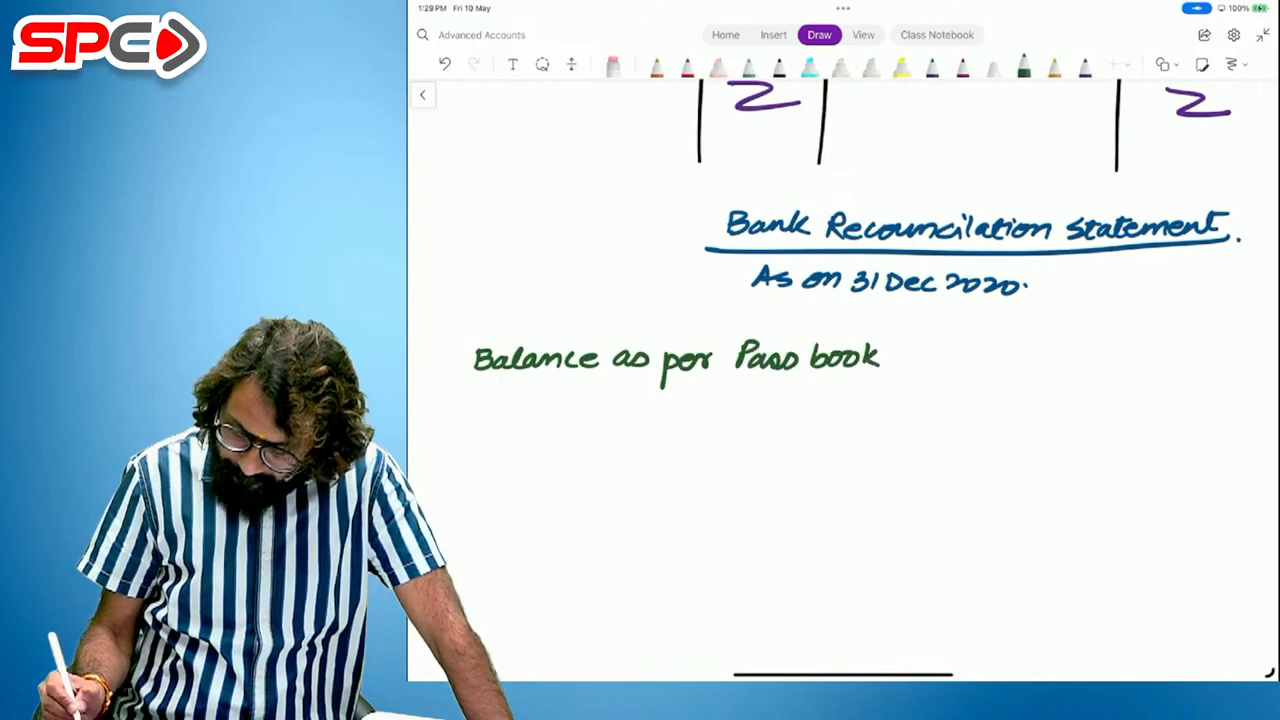 SPC
1:29 PM Fri 10 May
100%
Advanced Accounts
Home Insert Draw View Class Notebook
T
Z Z
Bank Recouncilation Statement.
As on 31 Dec 2020.
Balance as per Pass book